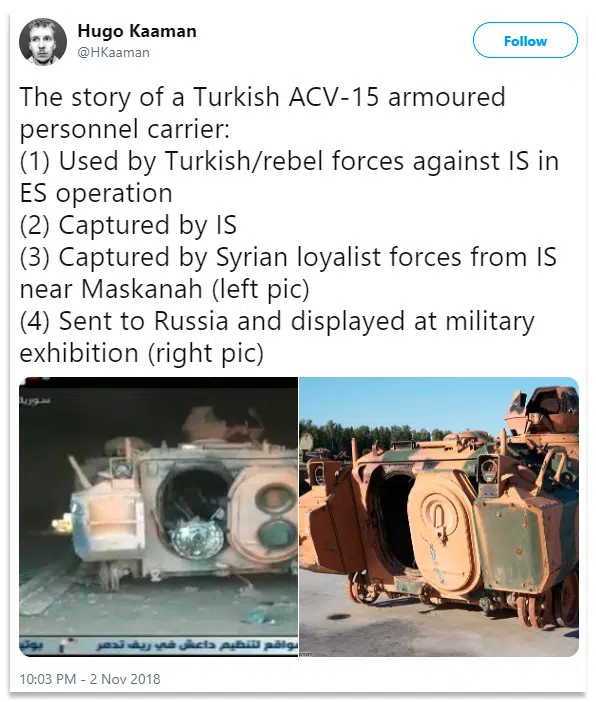 Hugo Kaaman
@HKaaman
Follow
The story of a Turkish ACV-15 armoured
personnel carrier:
(1) Used by Turkish/rebel forces against IS in
ES operation
(2) Captured by IS
(3) Captured by Syrian loyalist forces from IS
near Maskanah (left pic)
(4) Sent to Russia and displayed at military
exhibition (right pic)
سورية
مواقع لتنظيم داعش في ريف تدمر
10:03 PM - 2 Nov 2018